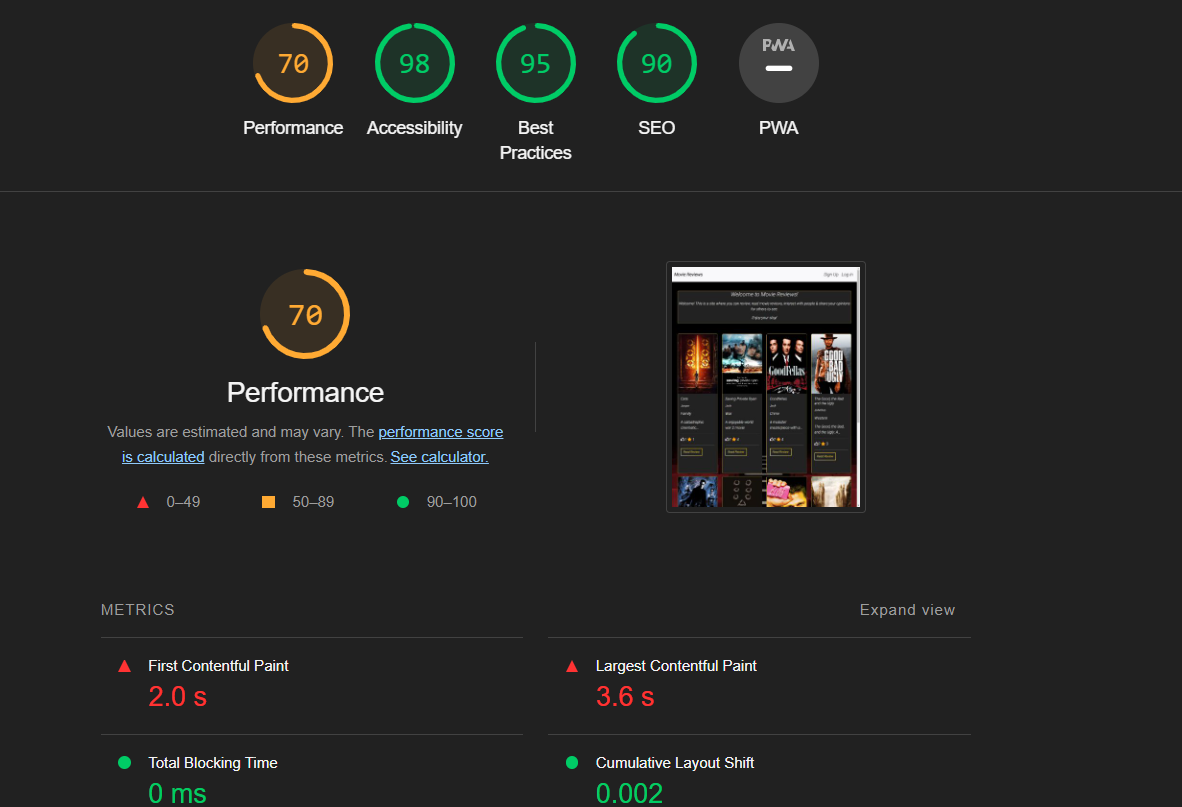 70
98
95
90
PWA
Performance
Accessibility
Best
Practices
SEO
PWA
70
Performance
Values are estimated and may vary. The performance score
is calculated directly from these metrics. See calculator.
0–49
50–89
90–100
Movie Reviews
Sign Up Log in
Welcome to Movie Reviews!
GoodFellas
GOOD
BAD
UGLY
METRICS
Expand view
First Contentful Paint
2.0 s
Largest Contentful Paint
3.6 s
Total Blocking Time
0 ms
Cumulative Layout Shift
0.002